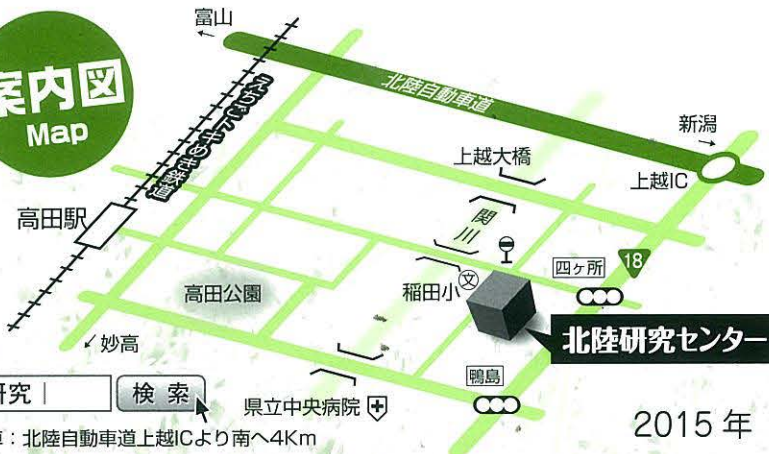 案内図
Map
富山
北陸自動車道
新潟
上越IC
えちごトキめき鉄道
上越大橋
高田駅
関川
18
四ヶ所
高田公園
稲田小
文
北陸研究センター
妙高
鴨島
研究
検索
県立中央病院
2015年
：北陸自動車道上越ICより南へ4Km